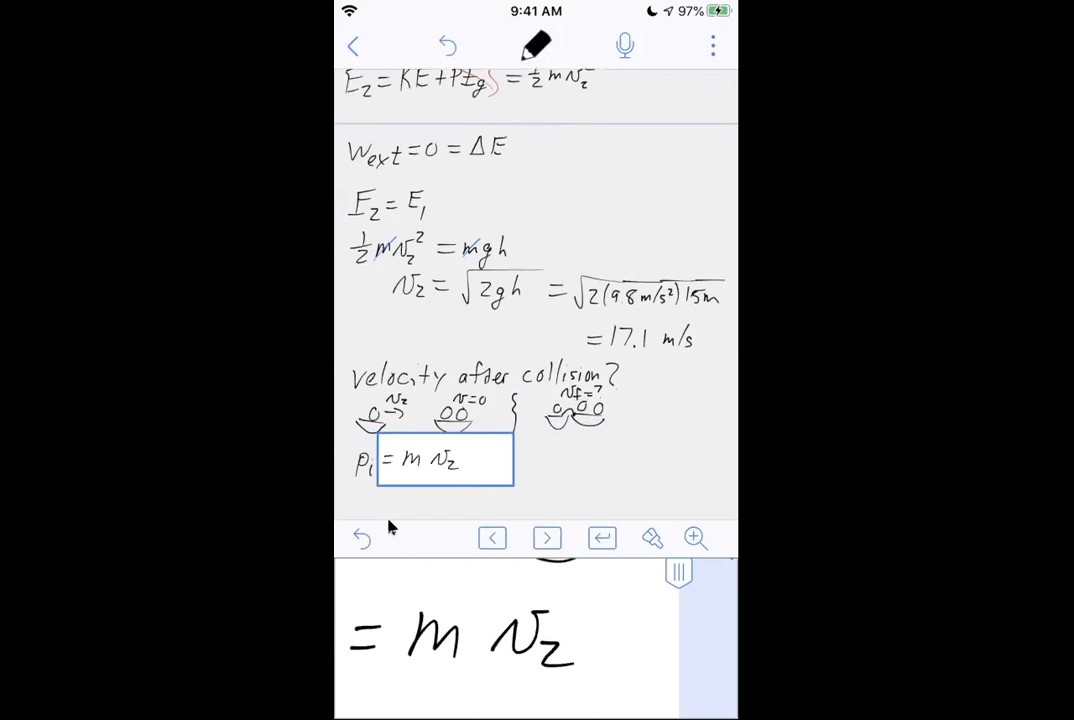 9:41 AM 97%
E₂ = KE + PEg = ½ m v₂²
Wext = 0 = ΔE
E₂ = E₁
½ m v₂² = m g h
v₂ = √2gh = √2(9.8 m/s²) 15m
= 17.1 m/s
velocity after collision?
v₂ v=0 vf=?
pᵢ = m v₂
= m v₂